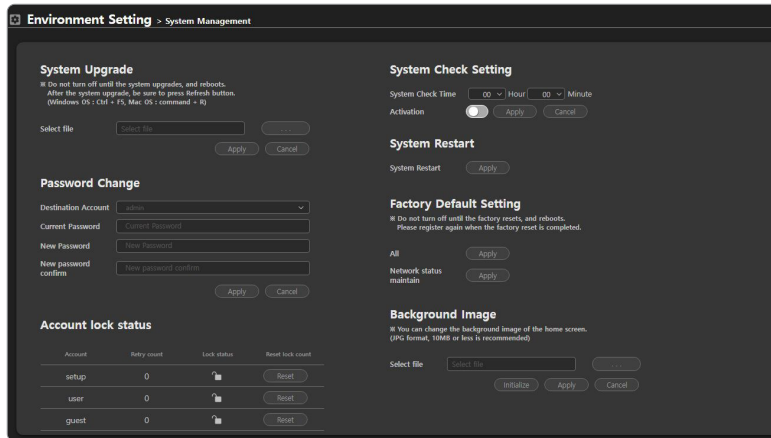 Environment Setting > System Management
System Upgrade
※ Do not turn off until the system upgrades, and reboots.
After the system upgrade, be sure to press Refresh button.
(Windows OS : Ctrl + F5, Mac OS : command + R)
Select file Select file ...
Apply Cancel
Password Change
Destination Account admin
Current Password Current Password
New Password New Password
New password
confirm New password confirm
Apply Cancel
Account lock status
Account Retry count Lock status Reset lock count
setup 0 Reset
user 0 Reset
guest 0 Reset
System Check Setting
System Check Time 00 Hour 00 Minute
Activation Apply Cancel
System Restart
System Restart Apply
Factory Default Setting
※ Do not turn off until the factory resets, and reboots.
Please register again when the factory reset is completed.
All Apply
Network status
maintain Apply
Background Image
※ You can change the background image of the home screen.
(JPG format, 10MB or less is recommended)
Select file Select file ...
Initialize Apply Cancel